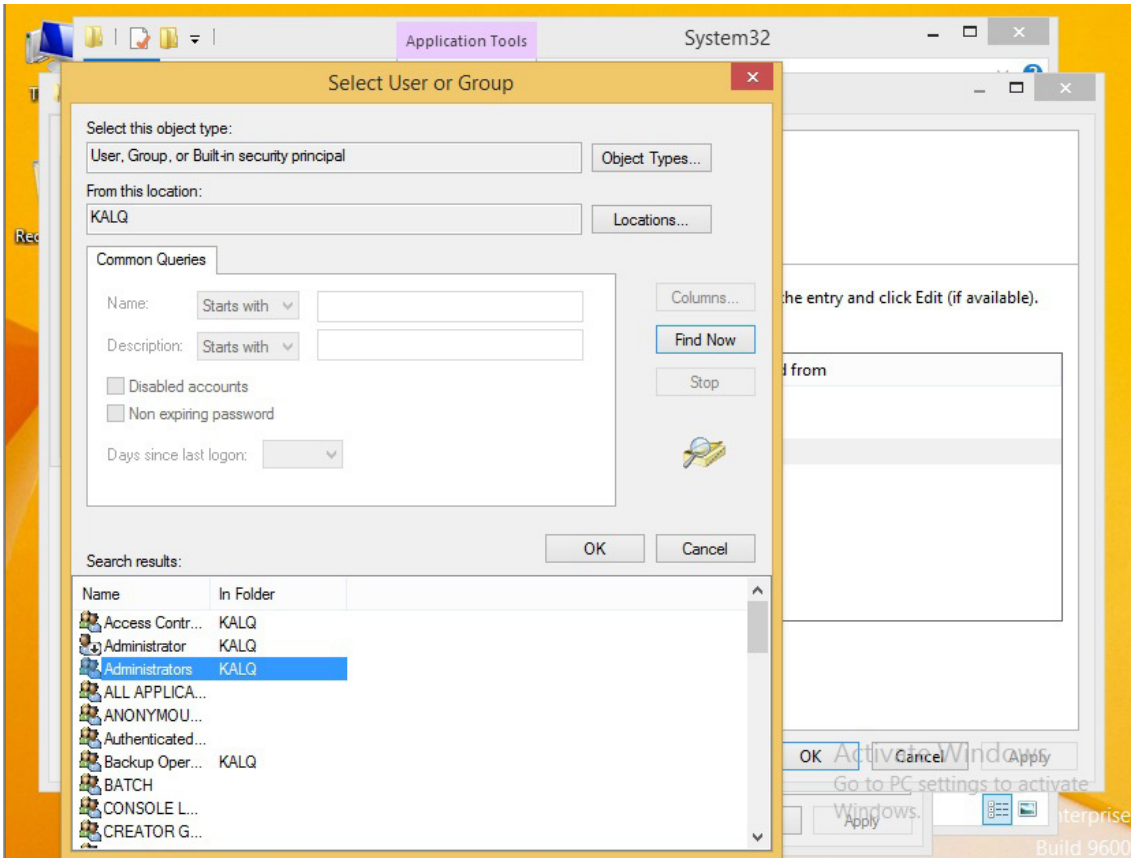 Application Tools
System32
Select User or Group
Select this object type:
User, Group, or Built-in security principal
Object Types...
From this location:
KALQ
Locations...
Rec
Common Queries
Name:
Starts with
Columns...
the entry and click Edit (if available).
Description:
Starts with
Find Now
d from
Disabled accounts
Stop
Non expiring password
Days since last logon:
OK
Cancel
Search results:
Name
In Folder
Access Contr... KALQ
Administrator KALQ
Administrators KALQ
ALL APPLICA...
ANONYMOU...
Authenticated...
Backup Oper... KALQ
BATCH
CONSOLE L...
CREATOR G...
OK
Cancel
Apply
Activate Windows
Go to PC settings to activate
Windows.
Apply
nterprise
Build 9600